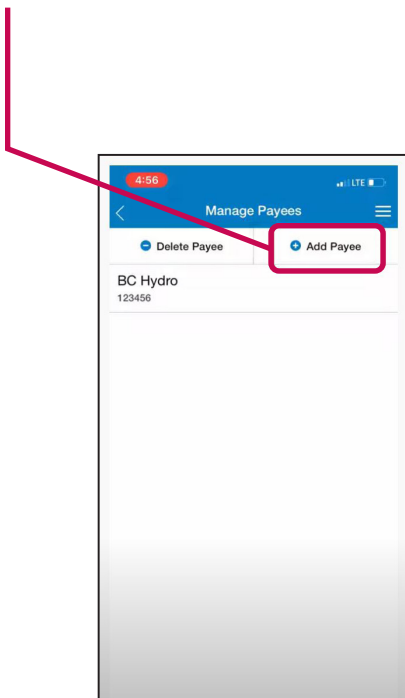 4:56 LTE
Manage Payees
Delete Payee Add Payee
BC Hydro
123456